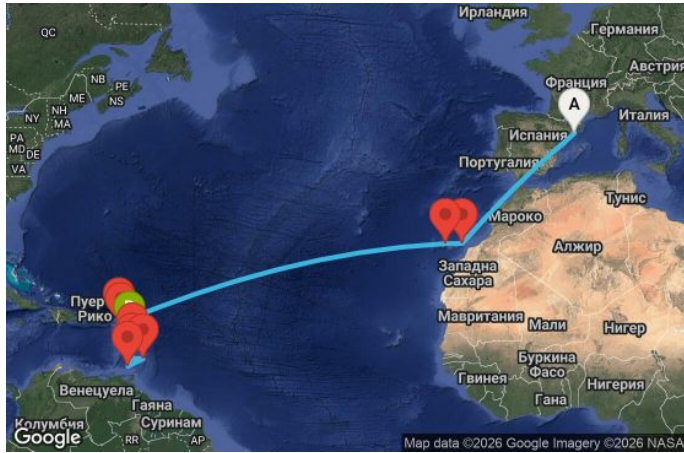 Ирландия
QC
Германия
Австрия
NB
PE
ME
NS
Франция
A
NH
NY
MA
Италия
Испания
PA
MD
DE
Португалия
VA
Тунис
Мароко
Алжир
Западна
Сахара
Пуерто
Рико
Мавритания
Мали
Нигер
Буркина
Фасо
Гвинея
Нигерия
Гана
Венецуела
Гаяна
Колумбия
Суринам
RR
AP
Google
Map data ©2026 Google Imagery ©2026 NASA